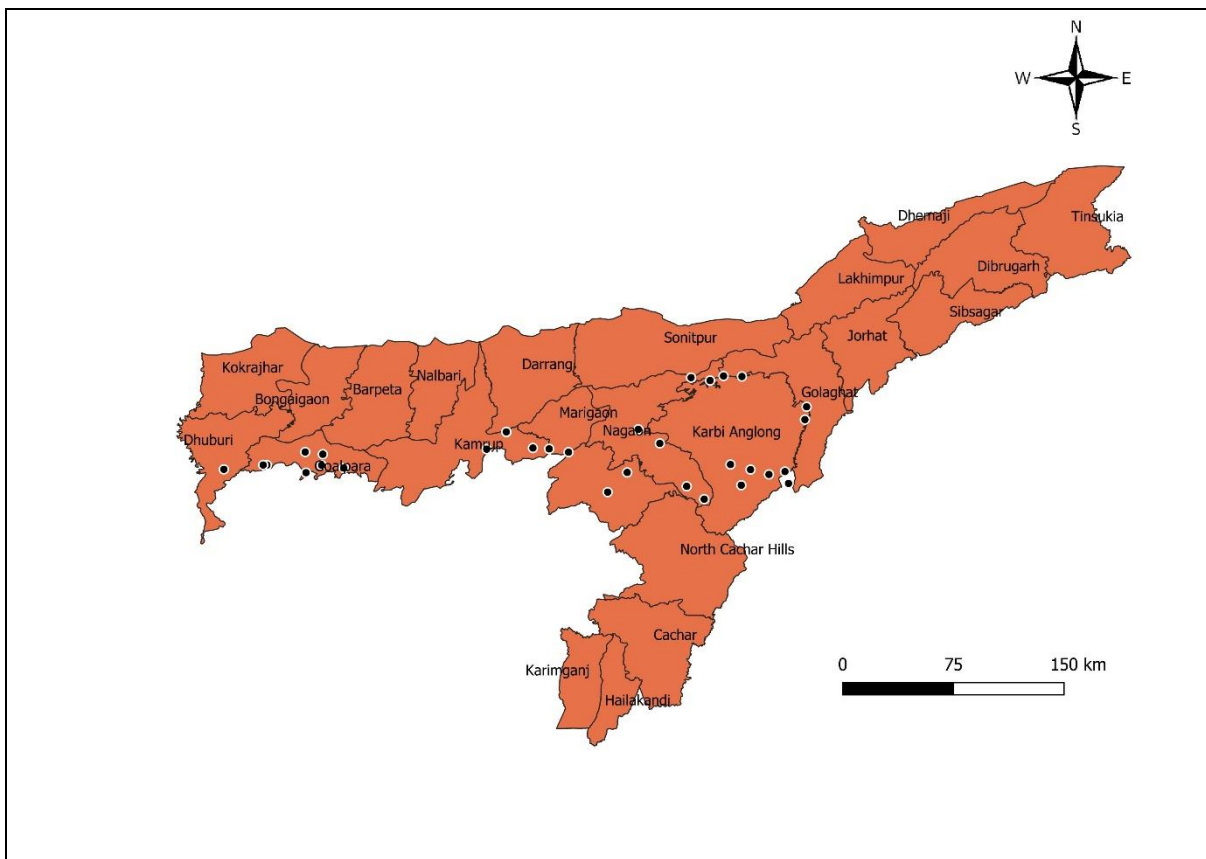 N
W E
S
Dhemaji
Tinsukia
Dibrugarh
Lakhimpur
Sibsagar
Jorhat
Sonitpur
Darrang
Kokrajhar
Nalbari
Barpeta
Bongaigaon
Golaghat
Marigaon
Nagaon
Karbi Anglong
Dhuburi
Kamrup
Goalpara
North Cachar Hills
Cachar
Karimganj
Hailakandi
0 75 150 km